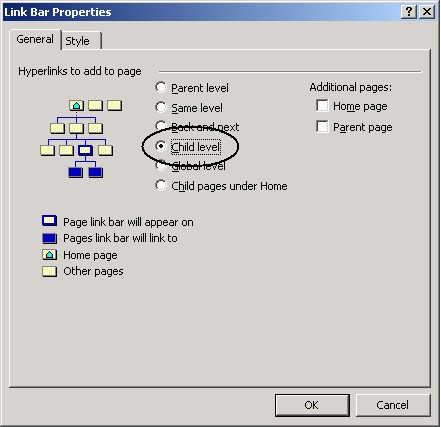 Link Bar Properties
General
Style
Hyperlinks to add to page
Parent level
Same level
Back and next
Child level
Global level
Child pages under Home
Additional pages:
Home page
Parent page
Page link bar will appear on
Pages link bar will link to
Home page
Other pages
OK
Cancel